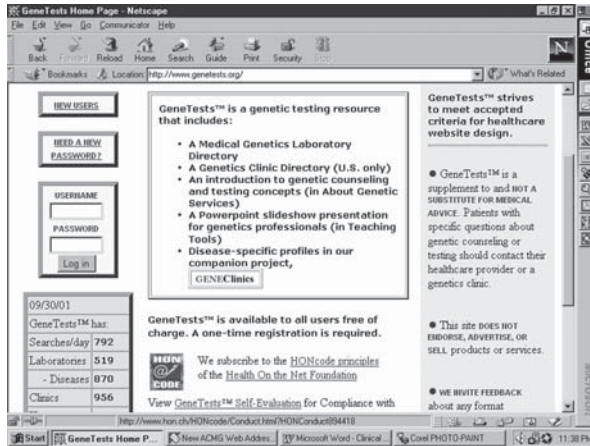 GeneTests Home Page - Netscape
File Edit View Go Communicator Help
Back Forward Reload Home Search Guide Print Security Stop
Bookmarks Location: http://www.genetests.org/ What's Related
N
Office
NEW USERS
NEED A NEW
PASSWORD?
USERNAME
PASSWORD
Log in
09/30/01
GeneTests™ has:
Searches/day 792
Laboratories 519
- Diseases 870
Clinics 956
GeneTests™ is a genetic testing resource
that includes:
• A Medical Genetics Laboratory
Directory
• A Genetics Clinic Directory (U.S. only)
• An introduction to genetic counseling
and testing concepts (in About Genetic
Services)
• A Powerpoint slideshow presentation
for genetics professionals (in Teaching
Tools)
• Disease-specific profiles in our
companion project,
GENEClinics
GeneTests™ is available to all users free of
charge. A one-time registration is required.
HON
@
CODE
We subscribe to the HONcode principles
of the Health On the Net Foundation
View GeneTests™ Self-Evaluation for Compliance with
GeneTests™ strives
to meet accepted
criteria for healthcare
website design.
● GeneTests™ is a
supplement to and NOT A
SUBSTITUTE FOR MEDICAL
ADVICE. Patients with
specific questions about
genetic counseling or
testing should contact their
healthcare provider or a
genetics clinic.
● This site DOES NOT
ENDORSE, ADVERTISE, OR
SELL products or services.
● WE INVITE FEEDBACK
about any format
http://www.hon.ch/HONcode/Conduct.html?HONConduct894418
Start GeneTests Home P... New ACMG Web Addres... Microsoft Word - Clinical ... Corel PHOTO-PAINT 11:38 PM